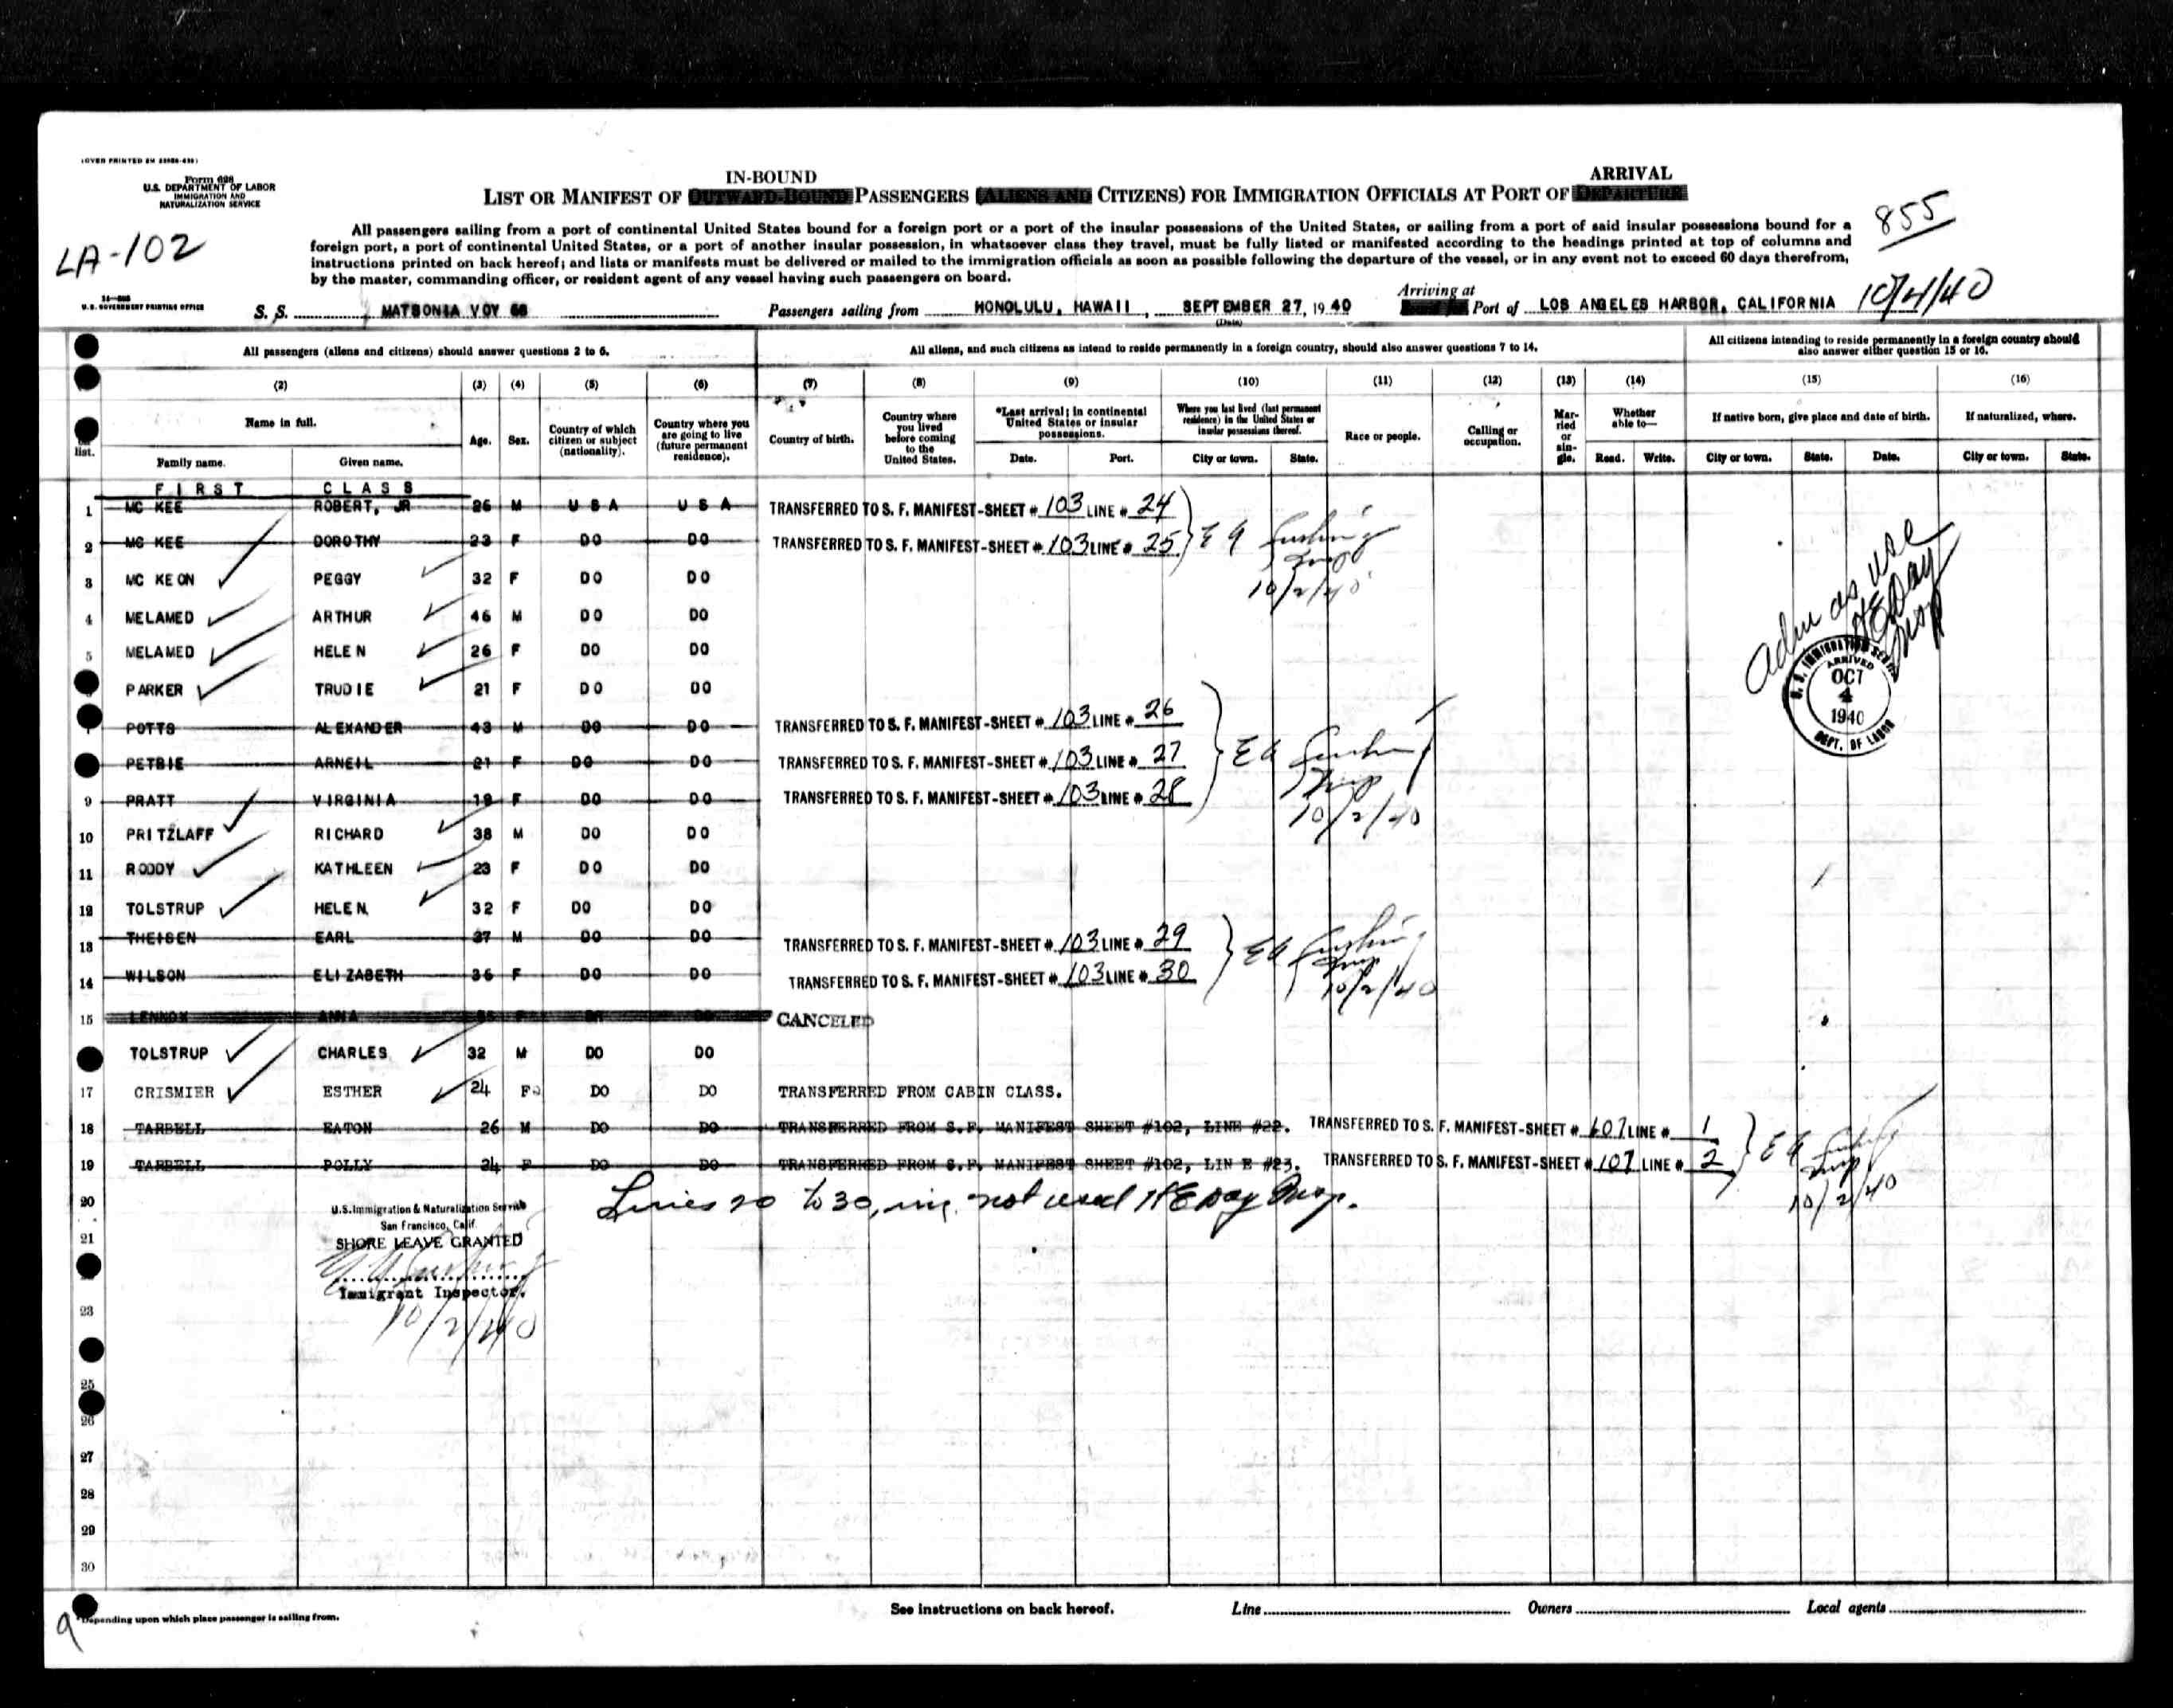 Form 628
U.S. DEPARTMENT OF LABOR
IMMIGRATION AND
NATURALIZATION SERVICE
IN-BOUND
ARRIVAL
LIST OR MANIFEST OF OUTWARD-BOUND PASSENGERS (ALIENS AND CITIZENS) FOR IMMIGRATION OFFICIALS AT PORT OF DEPARTURE
855
LA-102
All passengers sailing from a port of continental United States bound for a foreign port or a port of the insular possessions of the United States, or sailing from a port of said insular possessions bound for a
foreign port, a port of continental United States, or a port of another insular possession, in whatsoever class they travel, must be fully listed or manifested according to the headings printed at top of columns and
instructions printed on back hereof; and lists or manifests must be delivered or mailed to the immigration officials as soon as possible following the departure of the vessel, or in any event not to exceed 60 days therefrom,
by the master, commanding officer, or resident agent of any vessel having such passengers on board.
U.S. GOVERNMENT PRINTING OFFICE
S. S. MATSONIA VOY 68 Passengers sailing from HONOLULU, HAWAII, SEPTEMBER 27, 1940 Arriving at Port of LOS ANGELES HARBOR, CALIFORNIA 10/4/40
(Date)
All passengers (aliens and citizens) should answer questions 2 to 6. All aliens, and such citizens as intend to reside permanently in a foreign country, should also answer questions 7 to 14. All citizens intending to reside permanently in a foreign country should also answer either question 15 or 16.
(2) (3) (4) (5) (6) (7) (8) (9) (10) (11) (12) (13) (14) (15) (16)
list. Name in full. Age. Sex. Country of which citizen or subject (nationality). Country where you are going to live (future permanent residence). Country of birth. Country where you lived before coming to the United States. *Last arrival; in continental United States or insular possessions. Where you last lived (last permanent residence) in the United States or insular possessions thereof. Race or people. Calling or occupation. Married or single. Whether able to— If native born, give place and date of birth. If naturalized, where.
Family name. Given name. Date. Port. City or town. State. Read. Write. City or town. State. Date. City or town. State.
FIRST CLASS
1 MC KEE ROBERT, JR 26 M U S A U S A TRANSFERRED TO S. F. MANIFEST-SHEET # 103 LINE # 24
2 MC KEE DOROTHY 23 F DO DO TRANSFERRED TO S. F. MANIFEST-SHEET # 103 LINE # 25
10/2/40
3 MC KEON PEGGY 32 F DO DO
4 MELAMED ARTHUR 46 M DO DO
5 MELAMED HELEN 26 F DO DO
PARKER TRUDIE 21 F DO DO
Adm as USC
HE Day
Insp
U. S. IMMIGRATION SERVICE
ARRIVED
OCT
4
1940
DEPT. OF LABOR
POTTS ALEXANDER 43 M DO DO TRANSFERRED TO S. F. MANIFEST-SHEET # 103 LINE # 26
PETRIE ARNEIL 21 F DO DO TRANSFERRED TO S. F. MANIFEST-SHEET # 103 LINE # 27
9 PRATT VIRGINIA 19 F DO DO TRANSFERRED TO S. F. MANIFEST-SHEET # 103 LINE # 28
10/2/40
10 PRITZLAFF RICHARD 38 M DO DO
11 RODDY KATHLEEN 23 F DO DO
12 TOLSTRUP HELEN 32 F DO DO
13 THEISEN EARL 37 M DO DO TRANSFERRED TO S. F. MANIFEST-SHEET # 103 LINE # 29
14 WILSON ELIZABETH 36 F DO DO TRANSFERRED TO S. F. MANIFEST-SHEET # 103 LINE # 30
10/2/40
15 LENNOX ANNA F DO CANCELED
TOLSTRUP CHARLES 32 M DO DO
17 CRISMIER ESTHER 24 F DO DO TRANSFERRED FROM CABIN CLASS.
18 TARBELL EATON 26 M DO DO TRANSFERRED FROM S.F. MANIFEST SHEET #102, LINE #22. TRANSFERRED TO S. F. MANIFEST-SHEET # 107 LINE # 1
19 TARBELL POLLY 24 F DO DO TRANSFERRED FROM S.F. MANIFEST SHEET #102, LINE #23. TRANSFERRED TO S. F. MANIFEST-SHEET # 107 LINE # 2
10/2/40
20 Lines 20 to 30, inc. not used HE Day Insp.
U.S. Immigration & Naturalization Service
San Francisco, Calif.
21 SHORE LEAVE GRANTED
Immigrant Inspector.
10/2/40
23
25
26
27
28
29
30
*Depending upon which place passenger is sailing from. See instructions on back hereof. Line Owners Local agents
9